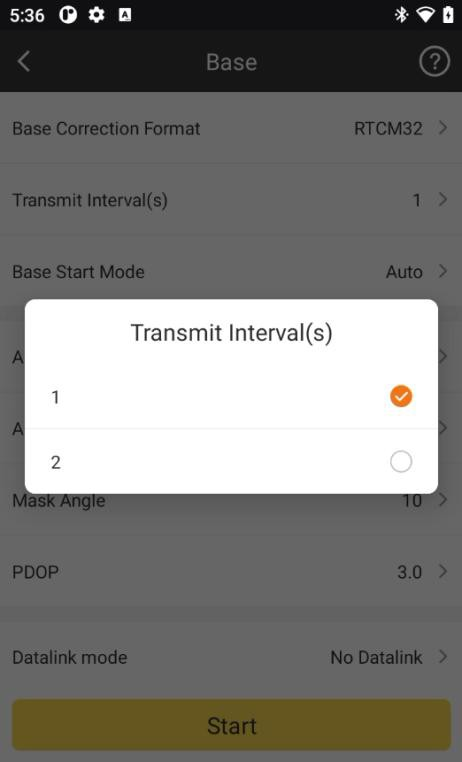 5:36
Base
Base Correction Format RTCM32
Transmit Interval(s) 1
Base Start Mode Auto
Transmit Interval(s)
1
2
A
A
Mask Angle 10
PDOP 3.0
Datalink mode No Datalink
Start